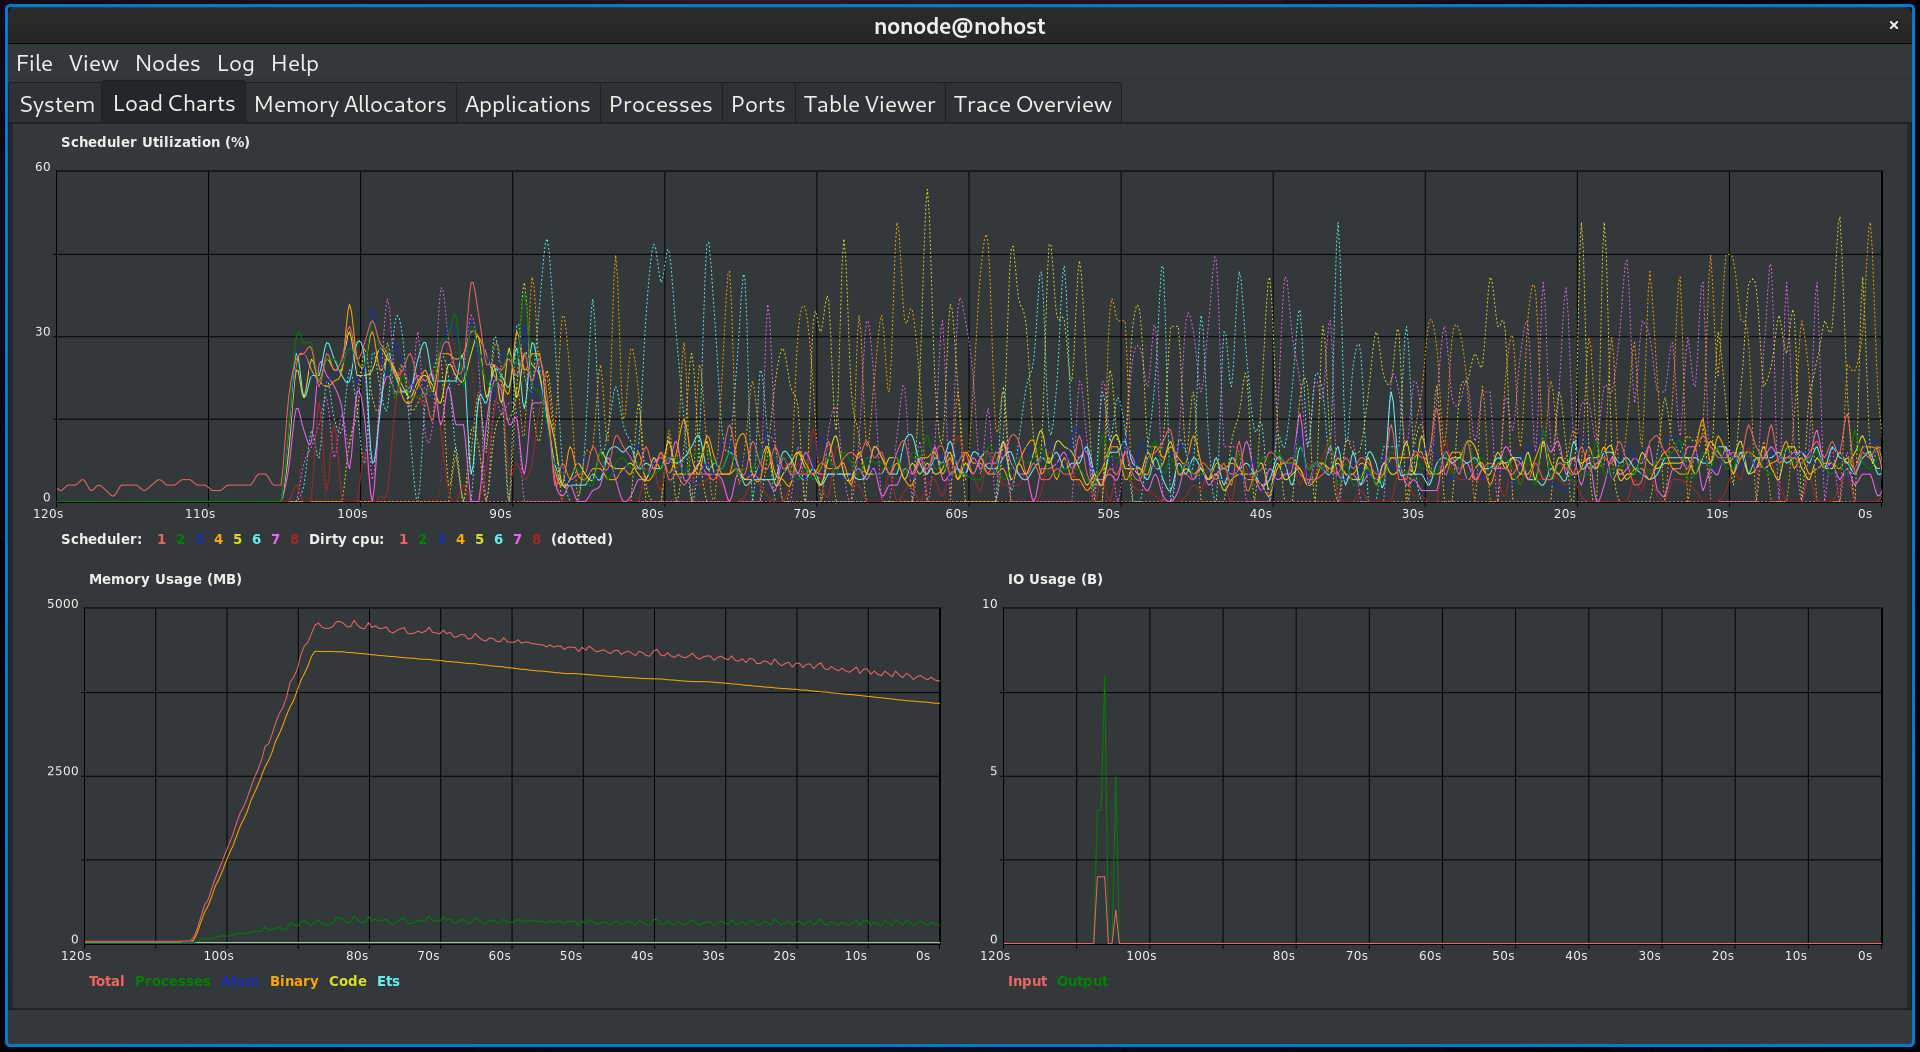 nonode@nohost
×
File View Nodes Log Help
System Load Charts Memory Allocators Applications Processes Ports Table Viewer Trace Overview
Scheduler Utilization (%)
60
30
0
120s 110s 100s 90s 80s 70s 60s 50s 40s 30s 20s 10s 0s
Scheduler: 1 2 3 4 5 6 7 8 Dirty cpu: 1 2 3 4 5 6 7 8 (dotted)
Memory Usage (MB)
5000
2500
0
120s 100s 80s 70s 60s 50s 40s 30s 20s 10s 0s
Total Processes Atom Binary Code Ets
IO Usage (B)
10
5
0
120s 100s 80s 70s 60s 50s 40s 30s 20s 10s 0s
Input Output